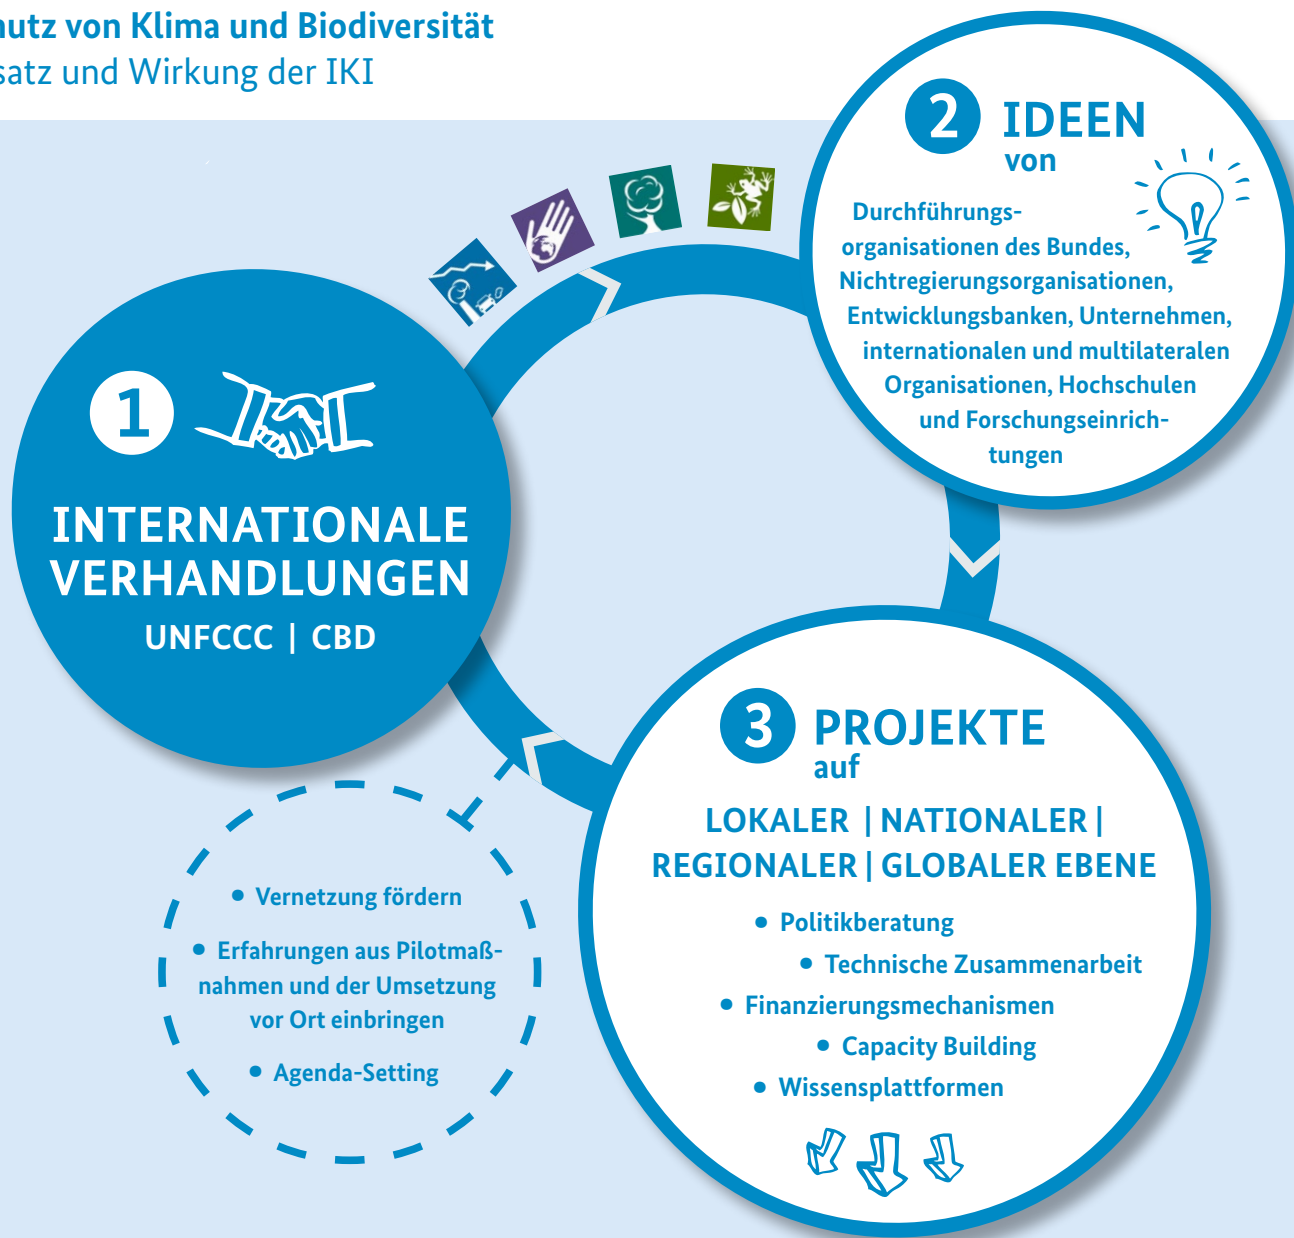 hutz von Klima und Biodiversität
satz und Wirkung der IKI
1
INTERNATIONALE
VERHANDLUNGEN
UNFCCC | CBD
2 IDEEN
von
Durchführungs-
organisationen des Bundes,
Nichtregierungsorganisationen,
Entwicklungsbanken, Unternehmen,
internationalen und multilateralen
Organisationen, Hochschulen
und Forschungseinrich-
tungen
3 PROJEKTE
auf
LOKALER | NATIONALER |
REGIONALER | GLOBALER EBENE
• Politikberatung
• Technische Zusammenarbeit
• Finanzierungsmechanismen
• Capacity Building
• Wissensplattformen
• Vernetzung fördern
• Erfahrungen aus Pilotmaß-
nahmen und der Umsetzung
vor Ort einbringen
• Agenda-Setting